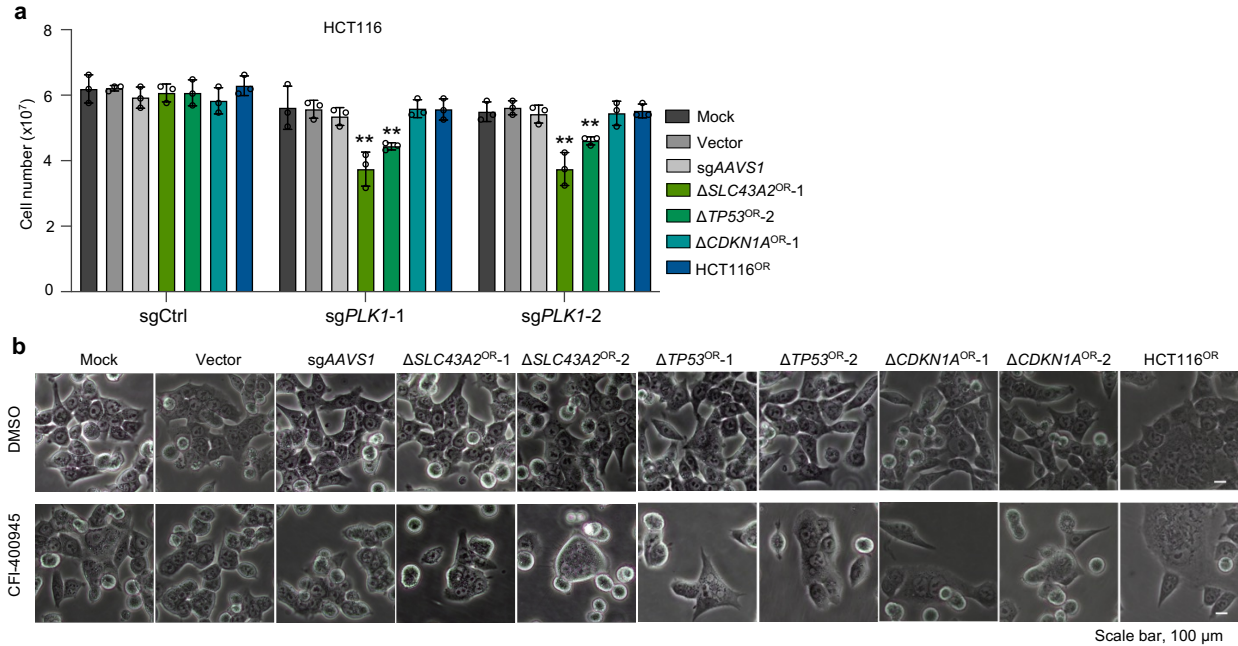 a
HCT116
Cell number (x10⁷)
8
6
4
2
0
** ** ** **
sgCtrl sgPLK1-1 sgPLK1-2
Mock
Vector
sgAAVS1
ΔSLC43A2ᴼᴿ-1
ΔTP53ᴼᴿ-2
ΔCDKN1Aᴼᴿ-1
HCT116ᴼᴿ
b
Mock Vector sgAAVS1 ΔSLC43A2ᴼᴿ-1 ΔSLC43A2ᴼᴿ-2 ΔTP53ᴼᴿ-1 ΔTP53ᴼᴿ-2 ΔCDKN1Aᴼᴿ-1 ΔCDKN1Aᴼᴿ-2 HCT116ᴼᴿ
DMSO
CFI-400945
Scale bar, 100 µm